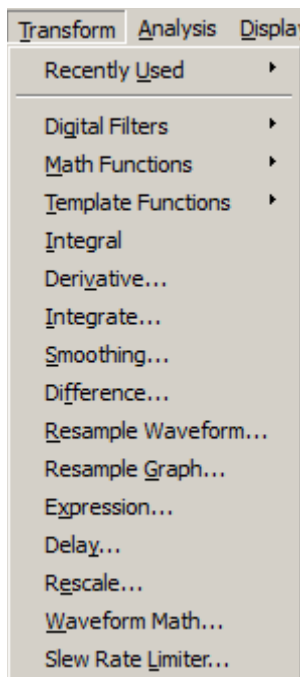 Transform Analysis Displa
Recently Used
Digital Filters
Math Functions
Template Functions
Integral
Derivative...
Integrate...
Smoothing...
Difference...
Resample Waveform...
Resample Graph...
Expression...
Delay...
Rescale...
Waveform Math...
Slew Rate Limiter...